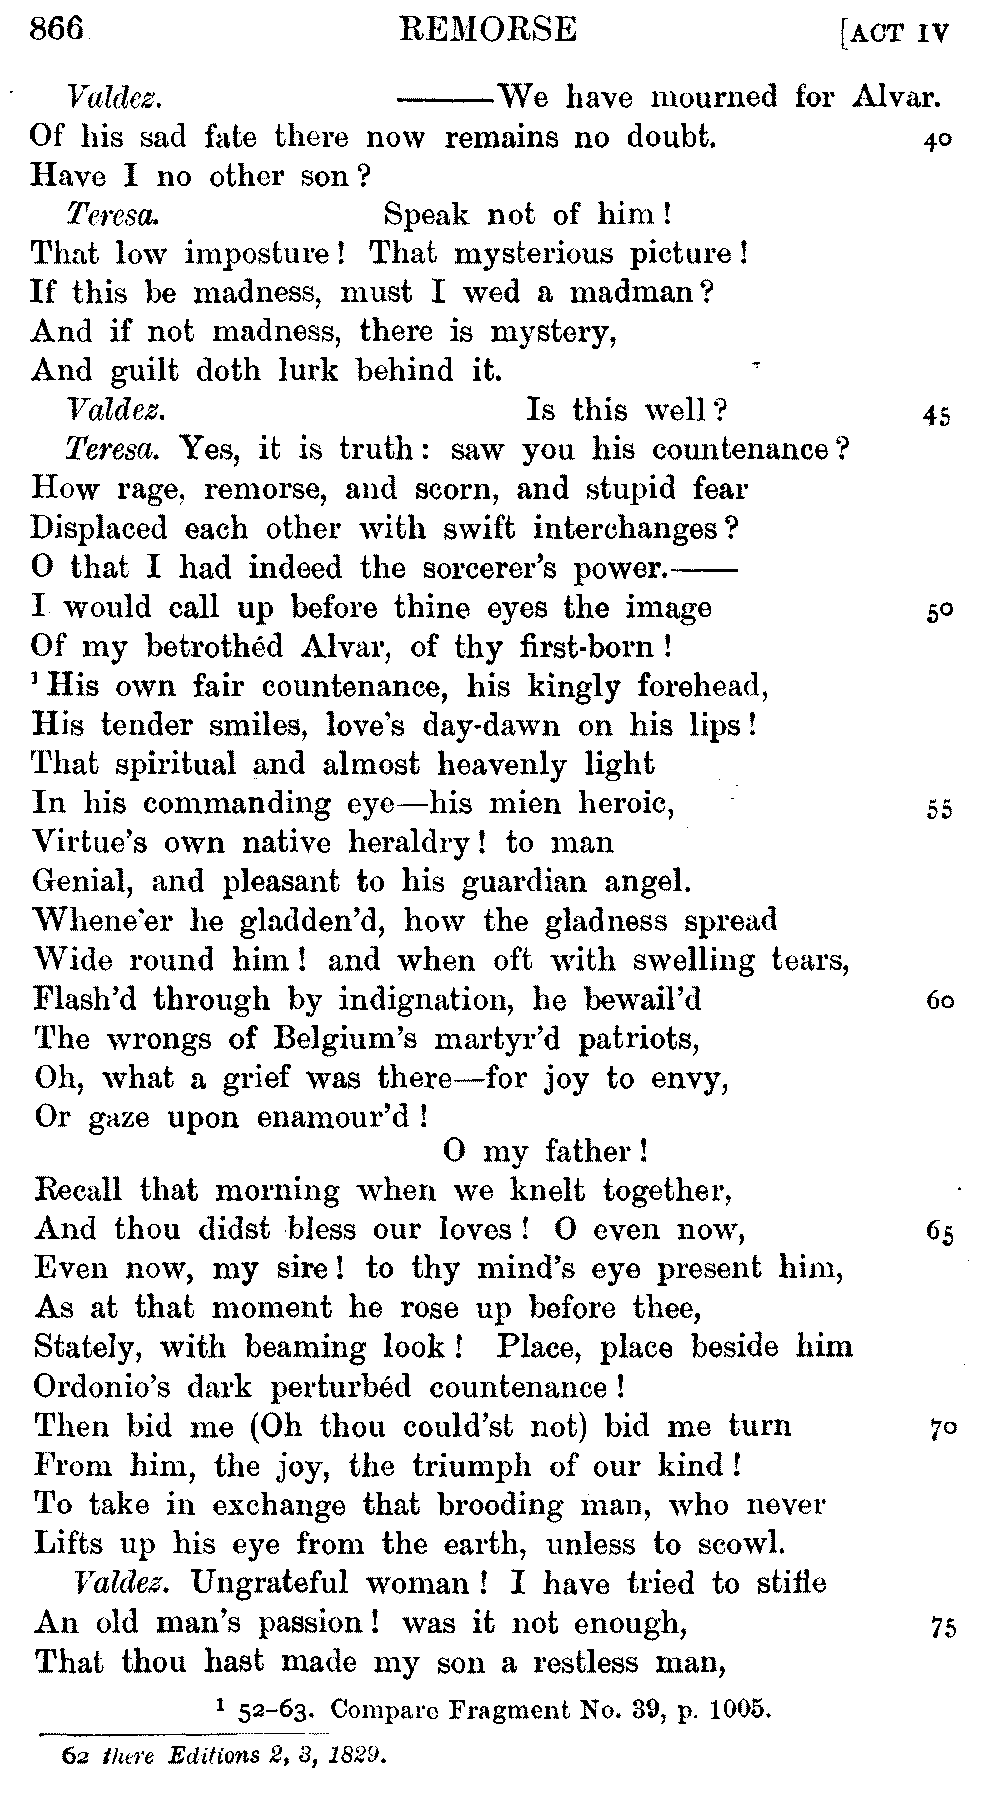 866 REMORSE [ACT IV
Valdez. ———We have mourned for Alvar.
Of his sad fate there now remains no doubt. 40
Have I no other son?
Teresa. Speak not of him!
That low imposture! That mysterious picture!
If this be madness, must I wed a madman?
And if not madness, there is mystery,
And guilt doth lurk behind it.
Valdez. Is this well? 45
Teresa. Yes, it is truth: saw you his countenance?
How rage, remorse, and scorn, and stupid fear
Displaced each other with swift interchanges?
O that I had indeed the sorcerer's power.——
I would call up before thine eyes the image 50
Of my betrothéd Alvar, of thy first-born!
¹ His own fair countenance, his kingly forehead,
His tender smiles, love's day-dawn on his lips!
That spiritual and almost heavenly light
In his commanding eye—his mien heroic, 55
Virtue's own native heraldry! to man
Genial, and pleasant to his guardian angel.
Whene'er he gladden'd, how the gladness spread
Wide round him! and when oft with swelling tears,
Flash'd through by indignation, he bewail'd 60
The wrongs of Belgium's martyr'd patriots,
Oh, what a grief was there—for joy to envy,
Or gaze upon enamour'd!
O my father!
Recall that morning when we knelt together,
And thou didst bless our loves! O even now, 65
Even now, my sire! to thy mind's eye present him,
As at that moment he rose up before thee,
Stately, with beaming look! Place, place beside him
Ordonio's dark perturbéd countenance!
Then bid me (Oh thou could'st not) bid me turn 70
From him, the joy, the triumph of our kind!
To take in exchange that brooding man, who never
Lifts up his eye from the earth, unless to scowl.
Valdez. Ungrateful woman! I have tried to stifle
An old man's passion! was it not enough, 75
That thou hast made my son a restless man,
¹ 52-63. Compare Fragment No. 39, p. 1005.
62 there Editions 2, 3, 1829.